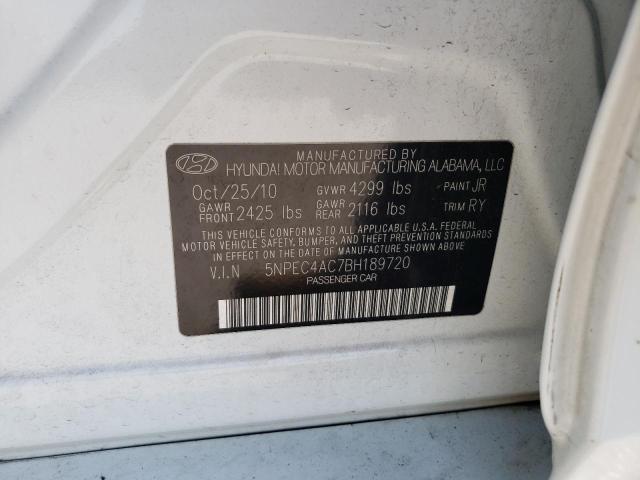 MANUFACTURED BY
HYUNDAI MOTOR MANUFACTURING ALABAMA, LLC
Oct/25/10 GVWR 4299 lbs PAINT JR
GAWR FRONT 2425 lbs GAWR REAR 2116 lbs TRIM RY
THIS VEHICLE CONFORMS TO ALL APPLICABLE U.S.A. FEDERAL
MOTOR VEHICLE SAFETY, BUMPER, AND THEFT PREVENTION STANDARDS
IN EFFECT ON THE DATE OF MANUFACTURE SHOWN ABOVE.
V.I.N 5NPEC4AC7BH189720
PASSENGER CAR